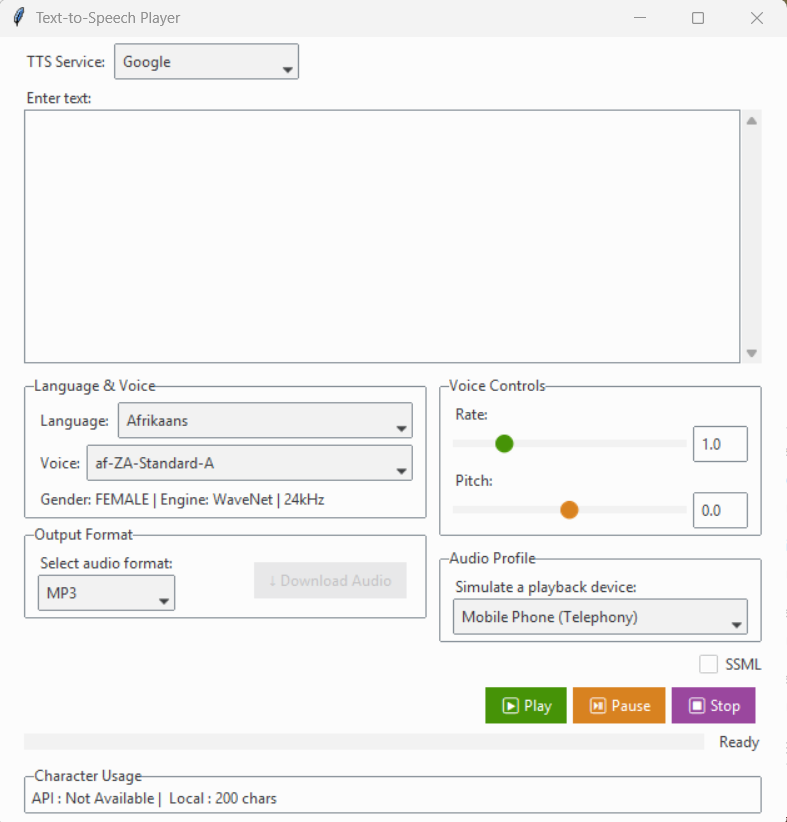 Text-to-Speech Player
TTS Service: Google
Enter text:
Language & Voice
Language: Afrikaans
Voice: af-ZA-Standard-A
Gender: FEMALE | Engine: WaveNet | 24kHz
Voice Controls
Rate:
1.0
Pitch:
0.0
Output Format
Select audio format:
MP3
↓ Download Audio
Audio Profile
Simulate a playback device:
Mobile Phone (Telephony)
SSML
Play Pause Stop
Ready
Character Usage
API : Not Available | Local : 200 chars